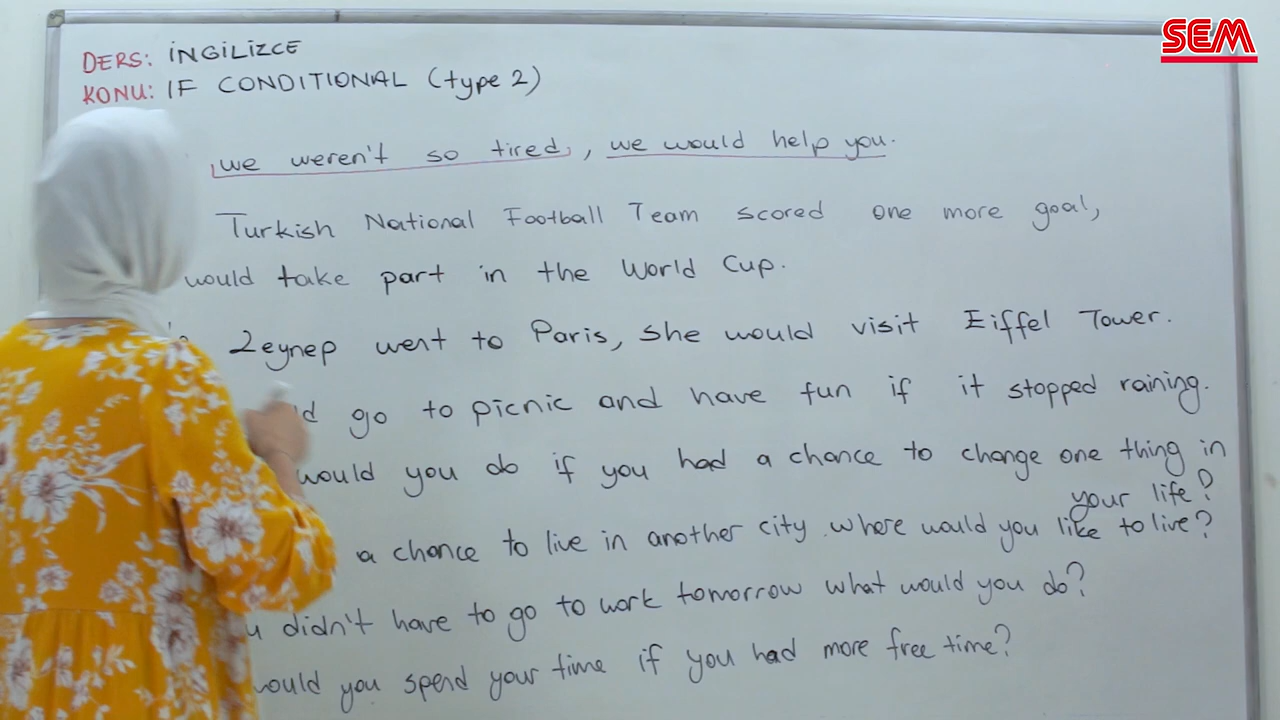 SEM
DERS: İNGİLİZCE
KONU: IF CONDITIONAL (type 2)
we weren't so tired, we would help you.
Turkish National Football Team scored one more goal,
would take part in the World Cup.
Zeynep went to Paris, she would visit Eiffel Tower.
go to picnic and have fun if it stopped raining.
would you do if you had a chance to change one thing in
your life?
a chance to live in another city where would you like to live?
didn't have to go to work tomorrow what would you do?
would you spend your time if you had more free time?